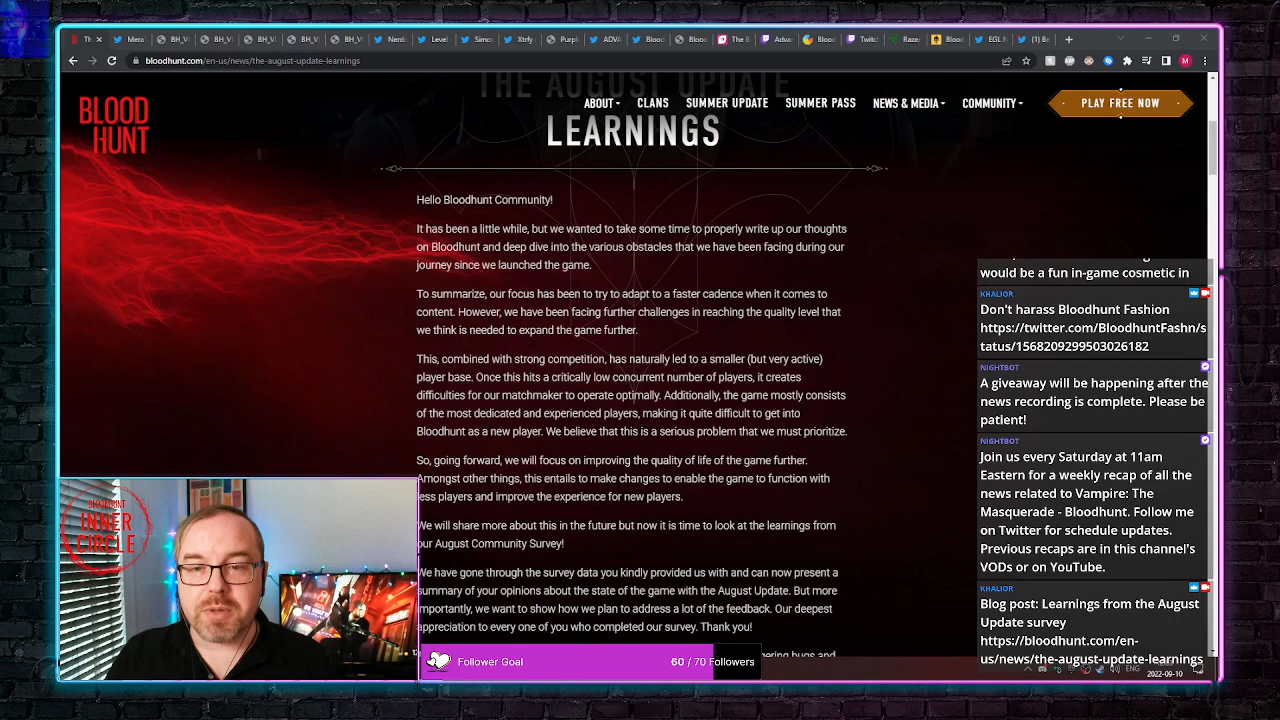 bloodhunt.com/en-us/news/the-august-update-learnings
BLOOD
HUNT
THE AUGUST UPDATE
ABOUT
CLANS
SUMMER UPDATE
SUMMER PASS
NEWS & MEDIA
COMMUNITY
PLAY FREE NOW
LEARNINGS
Hello Bloodhunt Community!
It has been a little while, but we wanted to take some time to properly write up our thoughts
on Bloodhunt and deep dive into the various obstacles that we have been facing during our
journey since we launched the game.
To summarize, our focus has been to try to adapt to a faster cadence when it comes to
content. However, we have been facing further challenges in reaching the quality level that
we think is needed to expand the game further.
This, combined with strong competition, has naturally led to a smaller (but very active)
player base. Once this hits a critically low concurrent number of players, it creates
difficulties for our matchmaker to operate optimally. Additionally, the game mostly consists
of the most dedicated and experienced players, making it quite difficult to get into
Bloodhunt as a new player. We believe that this is a serious problem that we must prioritize.
So, going forward, we will focus on improving the quality of life of the game further.
Amongst other things, this entails to make changes to enable the game to function with
less players and improve the experience for new players.
We will share more about this in the future but now it is time to look at the learnings from
our August Community Survey!
We have gone through the survey data you kindly provided us with and can now present a
summary of your opinions about the state of the game with the August Update. But more
importantly, we want to show how we plan to address a lot of the feedback. Our deepest
appreciation to every one of you who completed our survey. Thank you!
would be a fun in-game cosmetic in
KHALIOR
Don't harass Bloodhunt Fashion
https://twitter.com/BloodhuntFashn/s
tatus/1568209299503026182
NIGHTBOT
A giveaway will be happening after the
news recording is complete. Please be
patient!
NIGHTBOT
Join us every Saturday at 11am
Eastern for a weekly recap of all the
news related to Vampire: The
Masquerade - Bloodhunt. Follow me
on Twitter for schedule updates.
Previous recaps are in this channel's
VODs or on YouTube.
KHALIOR
Blog post: Learnings from the August
Update survey
https://bloodhunt.com/en-
us/news/the-august-update-learnings
BLOODHUNT
INNER
CIRCLE
Follower Goal
60 / 70 Followers
ENG
2022-09-10